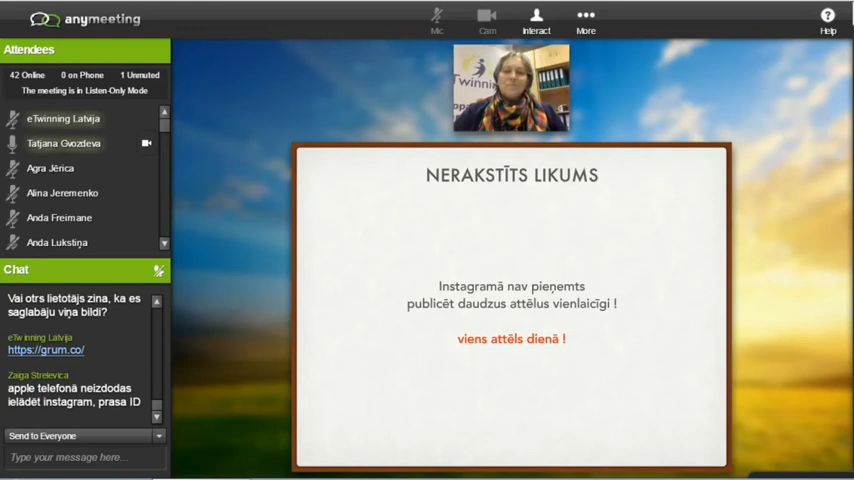 anymeeting
Mic
Cam
Interact
More
Help
Attendees
42 Online
0 on Phone
1 Unmuted
The meeting is in Listen-Only Mode
eTwinning Latvija
Tatjana Gvozdeva
Agra Jērica
Alina Jeremenko
Anda Freimane
Anda Lukstiņa
Chat
Vai otrs lietotājs zina, ka es
saglabāju viņa bildi?
eTwinning Latvija
https://grum.co/
Zaiga Strelevica
apple telefonā neizdodas
ielādēt instagram, prasa ID
Send to Everyone
Type your message here...
NERAKSTĪTS LIKUMS
Instagramā nav pieņemts
publicēt daudzus attēlus vienlaicīgi !
viens attēls dienā !